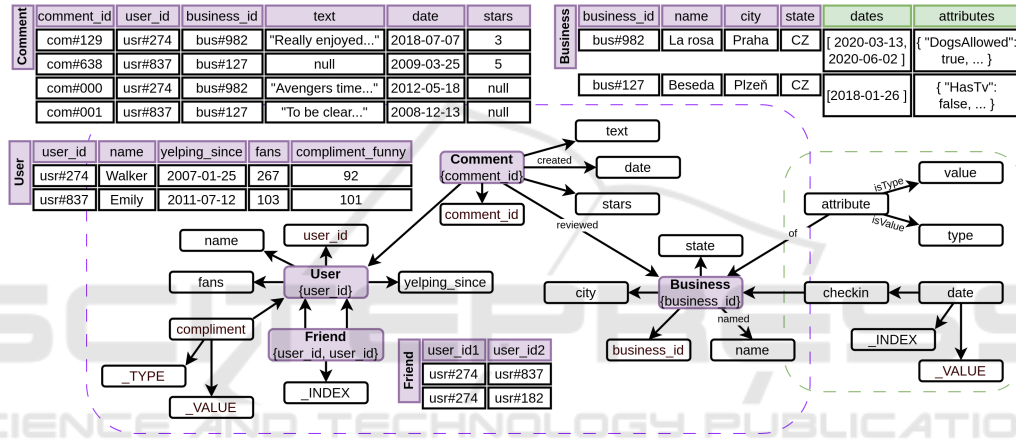 Comment
comment_id user_id business_id text date stars
com#129 usr#274 bus#982 "Really enjoyed..." 2018-07-07 3
com#638 usr#837 bus#127 null 2009-03-25 5
com#000 usr#274 bus#982 "Avengers time..." 2012-05-18 null
com#001 usr#837 bus#127 "To be clear..." 2008-12-13 null
Business
business_id name city state dates attributes
bus#982 La rosa Praha CZ [ 2020-03-13, 2020-06-02 ] { "DogsAllowed": true, ... }
bus#127 Beseda Plzeň CZ [2018-01-26 ] { "HasTv": false, ... }
User
user_id name yelping_since fans compliment_funny
usr#274 Walker 2007-01-25 267 92
usr#837 Emily 2011-07-12 103 101
Comment
{comment_id}
text
created
date
stars
comment_id
reviewed
value
isType
attribute
isValue
type
of
name
user_id
fans
User
{user_id}
yelping_since
compliment
Friend
{user_id, user_id}
_TYPE
_VALUE
_INDEX
state
city
Business
{business_id}
checkin
date
named
business_id
name
_INDEX
_VALUE
Friend
user_id1 user_id2
usr#274 usr#837
usr#274 usr#182
SCITEPRESS
SCIENCE AND TECHNOLOGY PUBLICATIO